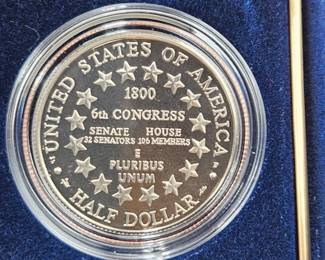 UNITED STATES OF AMERICA
1800
6th CONGRESS
SENATE HOUSE
32 SENATORS 106 MEMBERS
E
PLURIBUS
UNUM
HALF DOLLAR